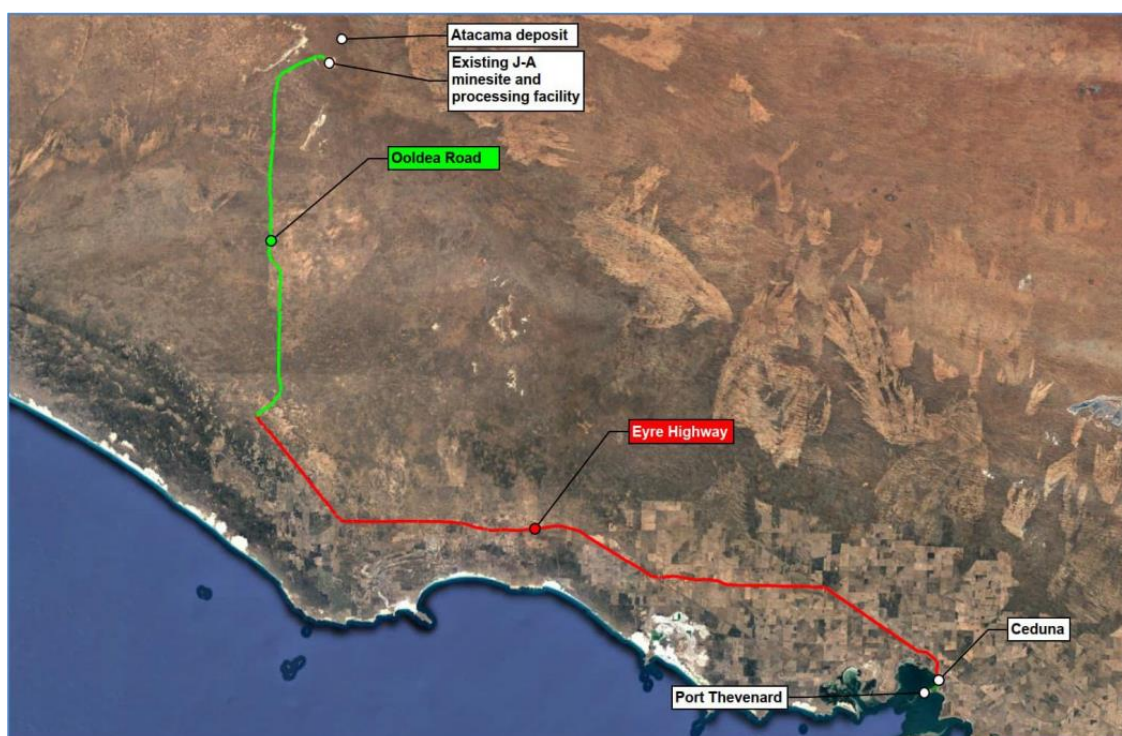 Atacama deposit
Existing J-A
minesite and
processing facility
Ooldea Road
Eyre Highway
Ceduna
Port Thevenard